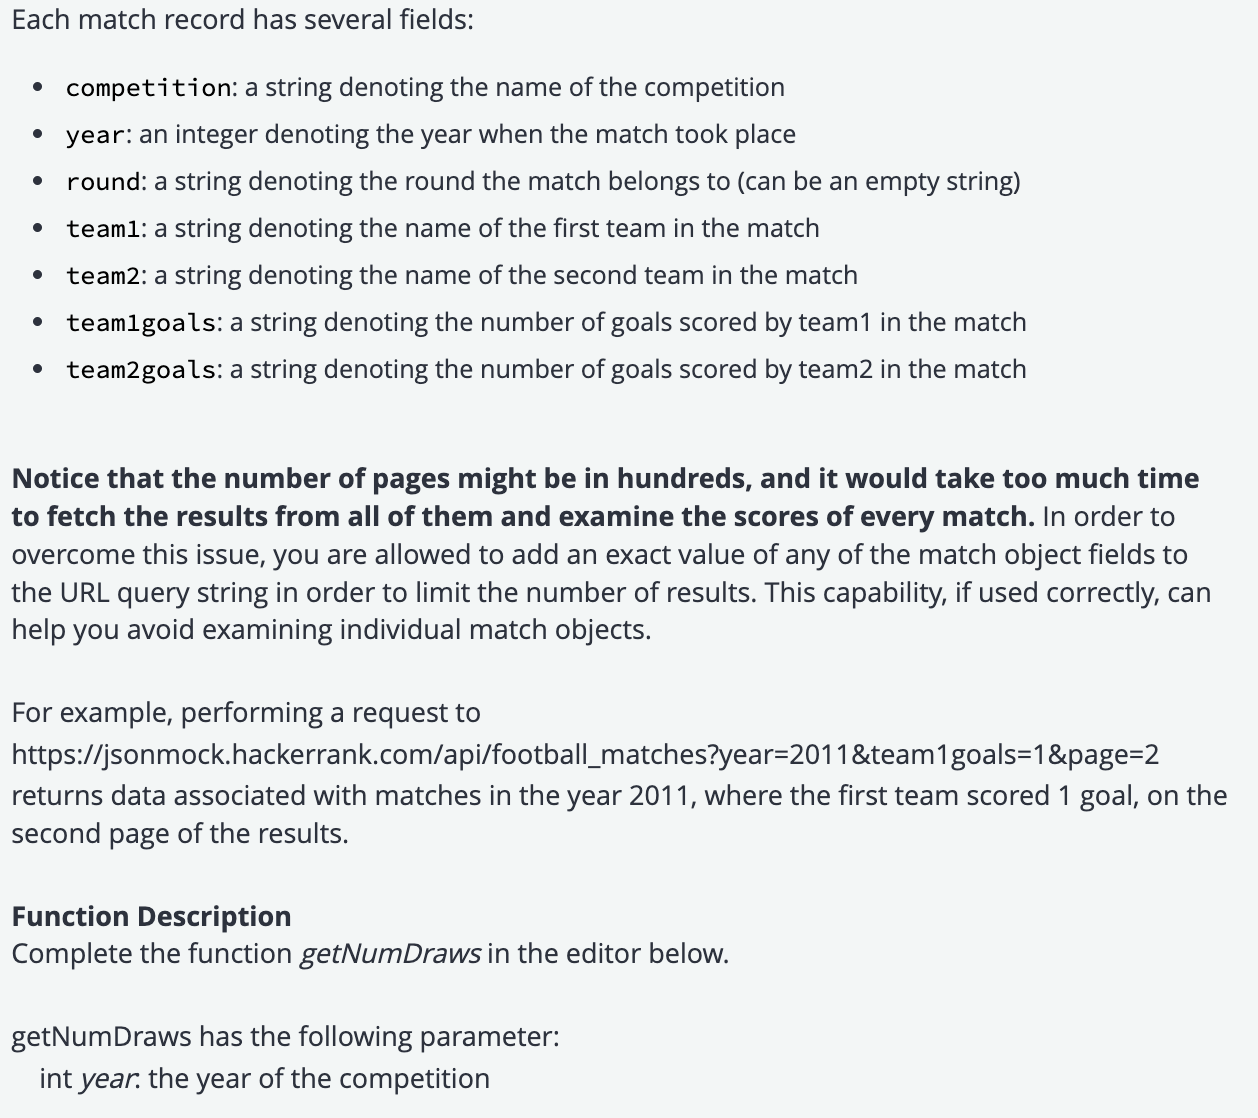 Each match record has several fields:
• competition: a string denoting the name of the competition
• year: an integer denoting the year when the match took place
• round: a string denoting the round the match belongs to (can be an empty string)
• team1: a string denoting the name of the first team in the match
• team2: a string denoting the name of the second team in the match
• team1goals: a string denoting the number of goals scored by team1 in the match
• team2goals: a string denoting the number of goals scored by team2 in the match
Notice that the number of pages might be in hundreds, and it would take too much time
to fetch the results from all of them and examine the scores of every match. In order to
overcome this issue, you are allowed to add an exact value of any of the match object fields to
the URL query string in order to limit the number of results. This capability, if used correctly, can
help you avoid examining individual match objects.
For example, performing a request to
https://jsonmock.hackerrank.com/api/football_matches?year=2011&team1goals=1&page=2
returns data associated with matches in the year 2011, where the first team scored 1 goal, on the
second page of the results.
Function Description
Complete the function getNumDraws in the editor below.
getNumDraws has the following parameter:
int year: the year of the competition